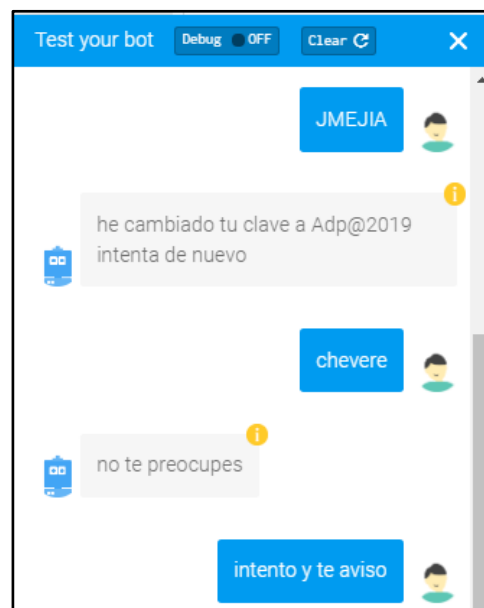 Test your bot Debug OFF Clear
JMEJIA
he cambiado tu clave a Adp@2019
intenta de nuevo
chevere
no te preocupes
intento y te aviso